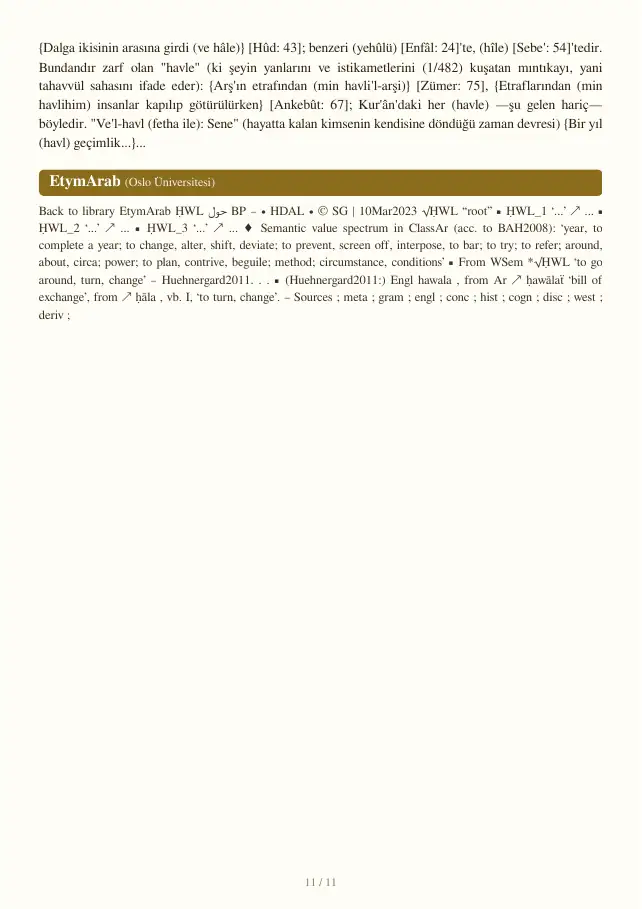 {Dalga ikisinin arasına girdi (ve hâle)} [Hûd: 43]; benzeri (yehûlü) [Enfâl: 24]'te, (hîle) [Sebe': 54]'tedir.
Bundandır zarf olan "havle" (ki şeyin yanlarını ve istikametlerini (1/482) kuşatan mıntıkayı, yani
tahavvül sahasını ifade eder): {Arş'ın etrafından (min havli'l-arşi)} [Zümer: 75], {Etraflarından (min
havlihim) insanlar kapılıp götürülürken} [Ankebût: 67]; Kur'ân'daki her (havle) —şu gelen hariç—
böyledir. "Ve'l-havl (fetha ile): Sene" (hayatta kalan kimsenin kendisine döndüğü zaman devresi) {Bir yıl
(havl) geçimlik...}...
EtymArab (Oslo Üniversitesi)
Back to library EtymArab ḤWL حول BP – • HDAL • © SG | 10Mar2023 √ḤWL “root” ▪ ḤWL_1 ‘...’ ↗ ... ▪
ḤWL_2 ‘...’ ↗ ... ▪ ḤWL_3 ‘...’ ↗ ... ♦ Semantic value spectrum in ClassAr (acc. to BAH2008): ‘year, to
complete a year; to change, alter, shift, deviate; to prevent, screen off, interpose, to bar; to try; to refer; around,
about, circa; power; to plan, contrive, beguile; method; circumstance, conditions’ ▪ From WSem *√ḤWL ‘to go
around, turn, change’ – Huehnergard2011. . . ▪ (Huehnergard2011:) Engl hawala , from Ar ↗ ḥawālaẗ ‘bill of
exchange’, from ↗ ḥāla , vb. I, ‘to turn, change’. – Sources ; meta ; gram ; engl ; conc ; hist ; cogn ; disc ; west ;
deriv ;
11 / 11